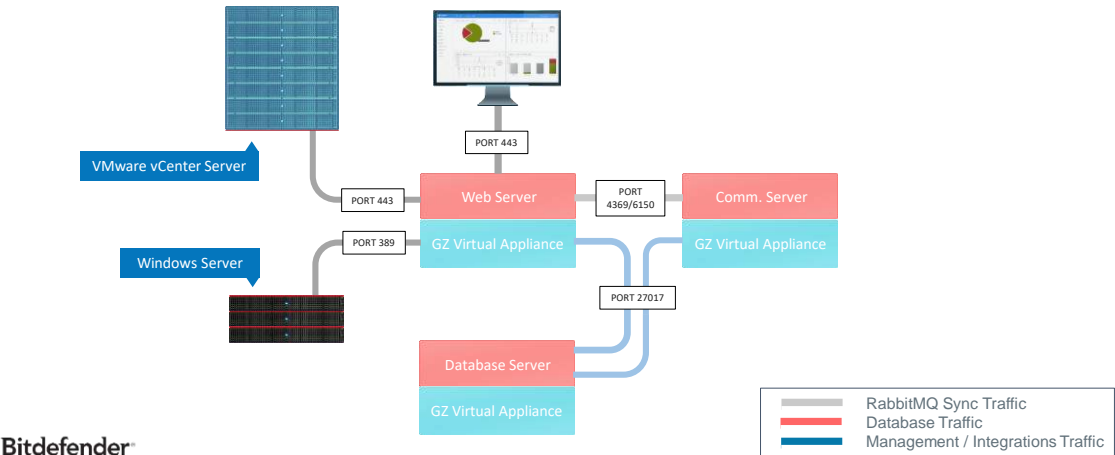 PORT 443
VMware vCenter Server
PORT 443
Web Server
PORT
4369/6150
Comm. Server
PORT 389
GZ Virtual Appliance
GZ Virtual Appliance
Windows Server
PORT 27017
Database Server
GZ Virtual Appliance
RabbitMQ Sync Traffic
Database Traffic
Management / Integrations Traffic
Bitdefender